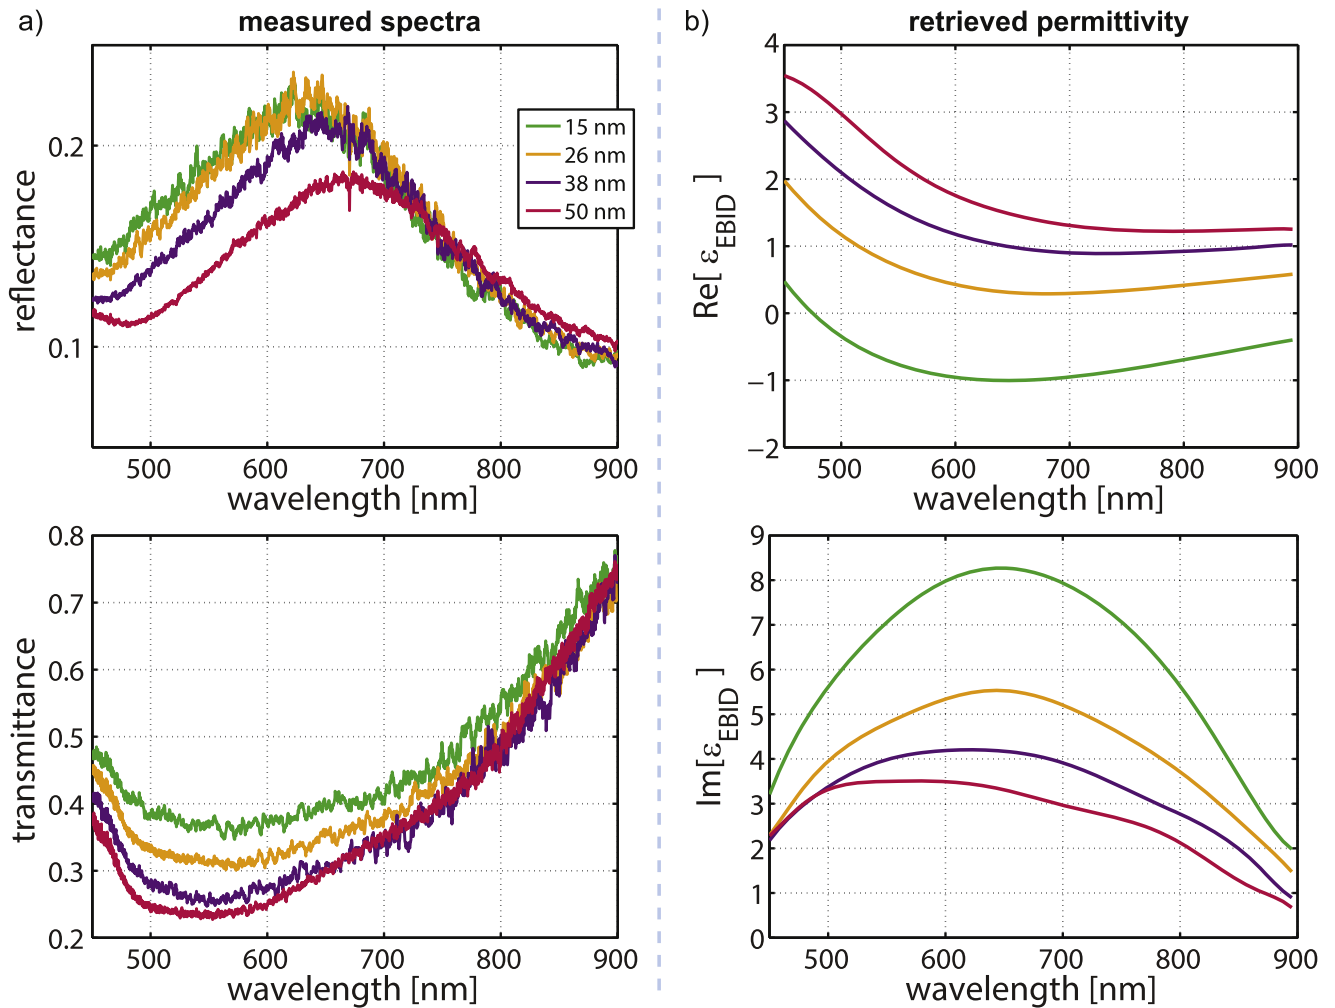 a) measured spectra
0.2
0.1
reflectance
15 nm
26 nm
38 nm
50 nm
500 600 700 800 900
wavelength [nm]
0.8
0.7
0.6
0.5
0.4
0.3
0.2
transmittance
500 600 700 800 900
wavelength [nm]
b) retrieved permittivity
4
3
2
1
0
−1
−2
Re[ εEBID ]
500 600 700 800 900
wavelength [nm]
9
8
7
6
5
4
3
2
1
0
Im[εEBID ]
500 600 700 800 900
wavelength [nm]